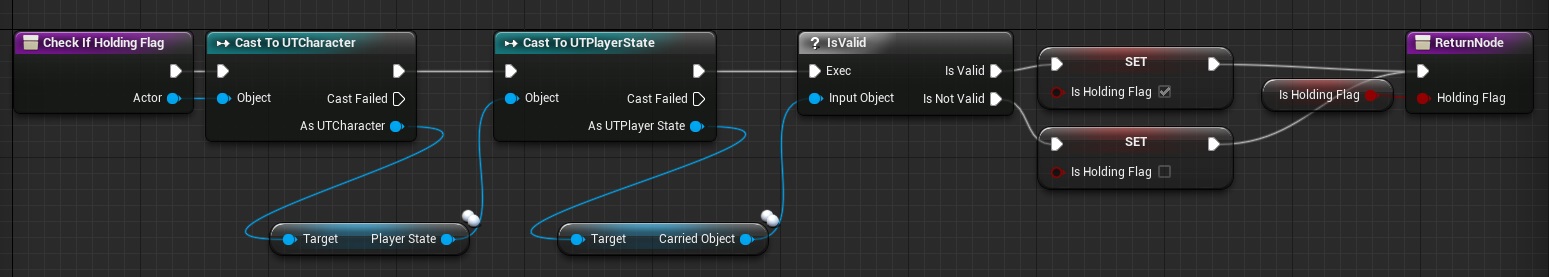 Check If Holding Flag
Actor
Cast To UTCharacter
Object
Cast Failed
As UTCharacter
Target
Player State
Cast To UTPlayerState
Object
Cast Failed
As UTPlayer State
Target
Carried Object
? IsValid
Exec
Is Valid
Input Object
Is Not Valid
SET
Is Holding Flag
SET
Is Holding Flag
Is Holding Flag
ReturnNode
Holding Flag